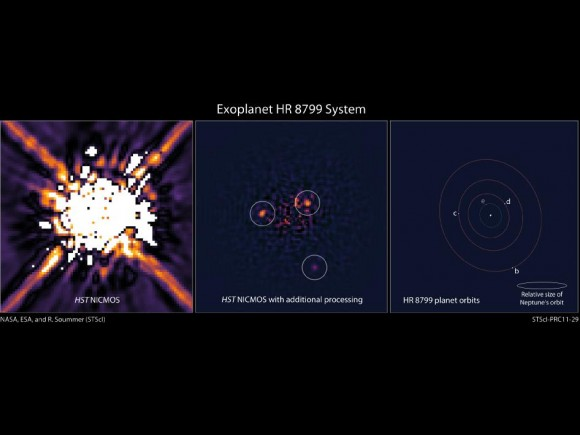 Exoplanet HR 8799 System
HST NICMOS
HST NICMOS with additional processing
e
d
c
b
HR 8799 planet orbits
Relative size of
Neptune's orbit
NASA, ESA, and R. Soummer (STScI)
STScI-PRC11-29